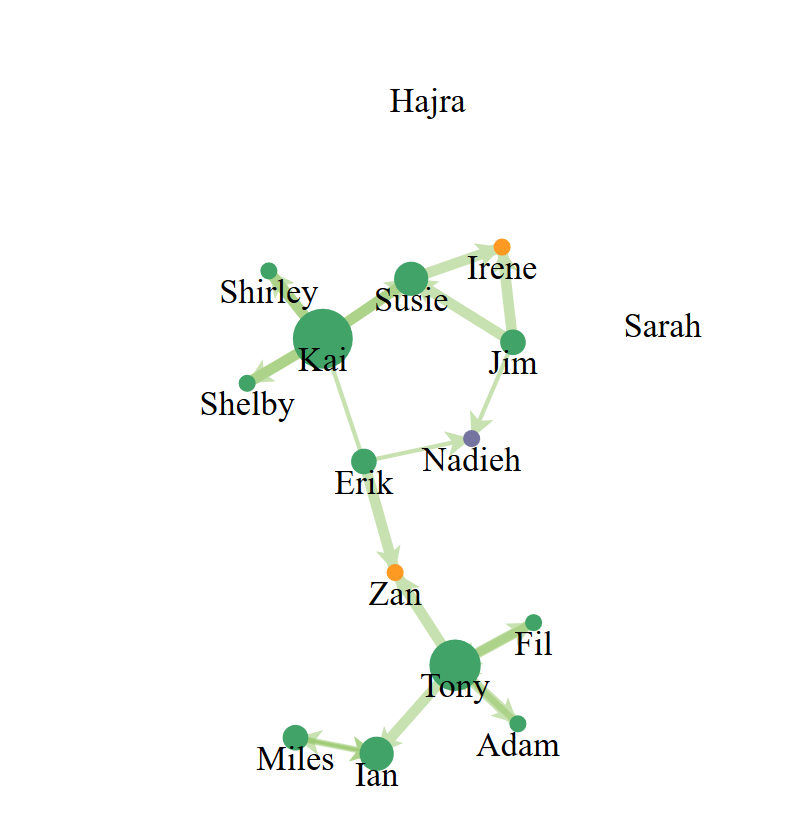 Hajra
Irene
Shirley
Susie
Sarah
Kai
Jim
Shelby
Nadieh
Erik
Zan
Fil
Tony
Adam
Miles
Ian